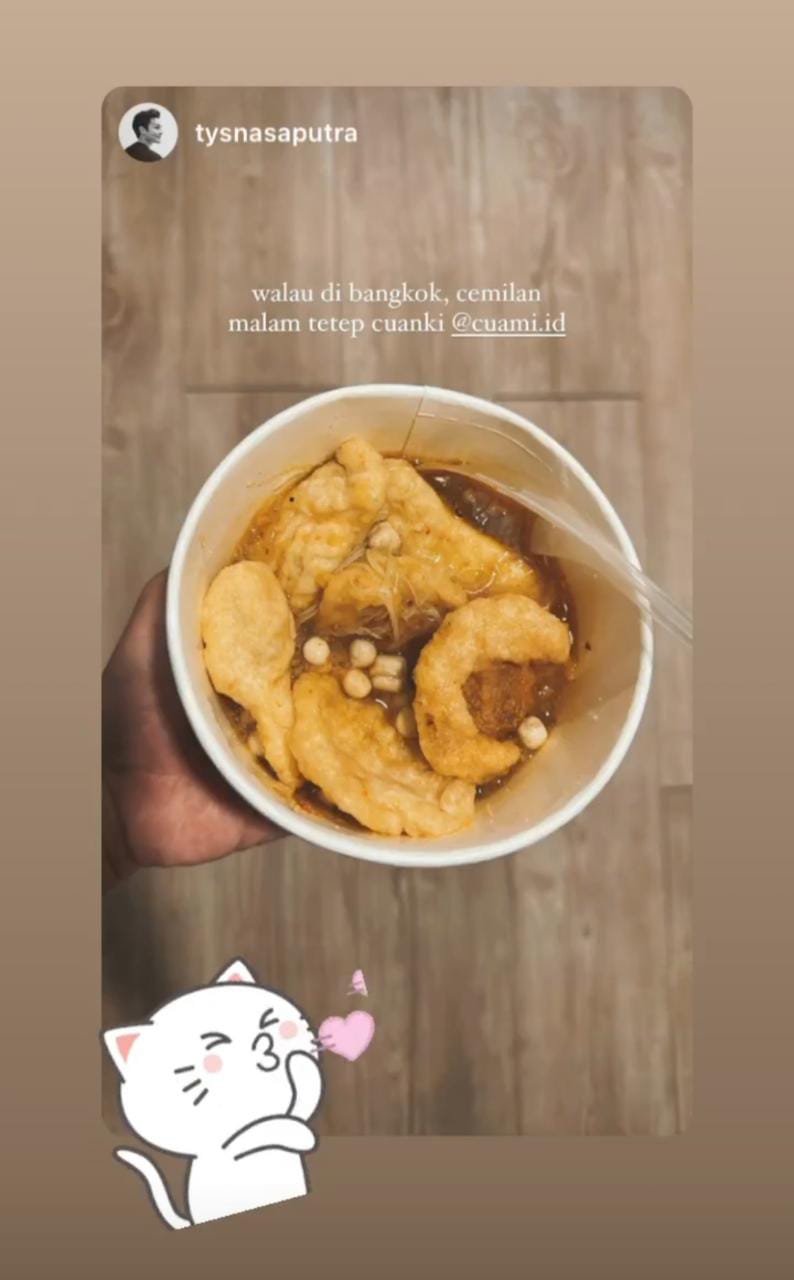 tysnasaputra
walau di bangkok, cemilan
malam tetep cuanki @cuami.id